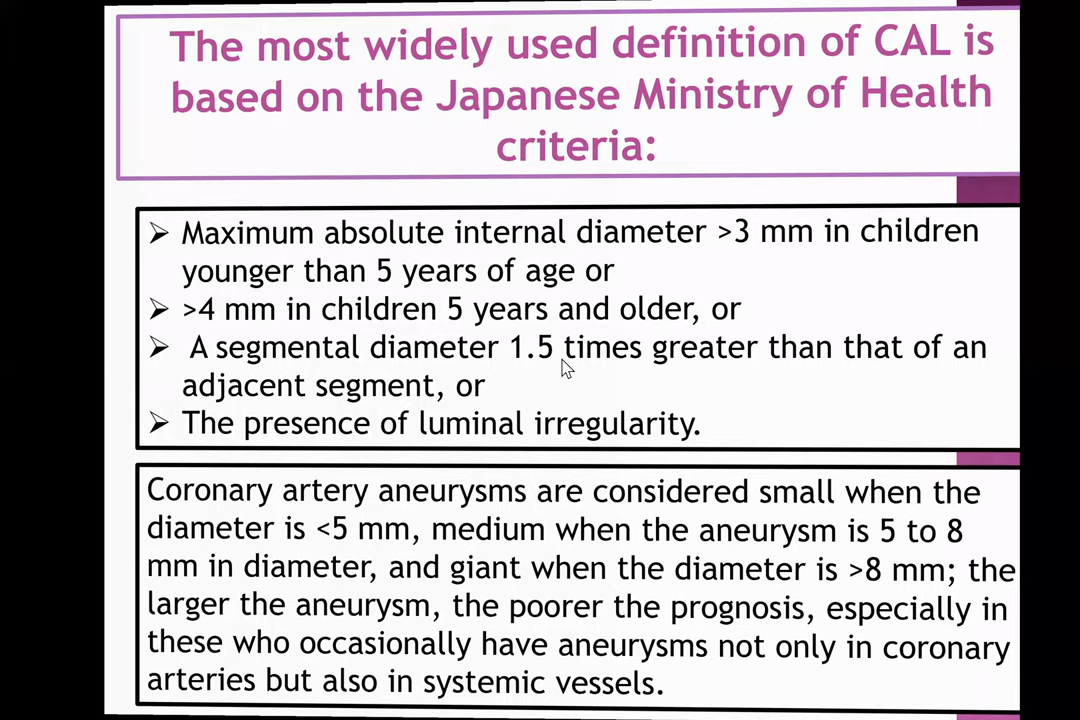 The most widely used definition of CAL is
based on the Japanese Ministry of Health
criteria:
➢ Maximum absolute internal diameter >3 mm in children
younger than 5 years of age or
➢ >4 mm in children 5 years and older, or
➢ A segmental diameter 1.5 times greater than that of an
adjacent segment, or
➢ The presence of luminal irregularity.
Coronary artery aneurysms are considered small when the
diameter is <5 mm, medium when the aneurysm is 5 to 8
mm in diameter, and giant when the diameter is >8 mm; the
larger the aneurysm, the poorer the prognosis, especially in
these who occasionally have aneurysms not only in coronary
arteries but also in systemic vessels.